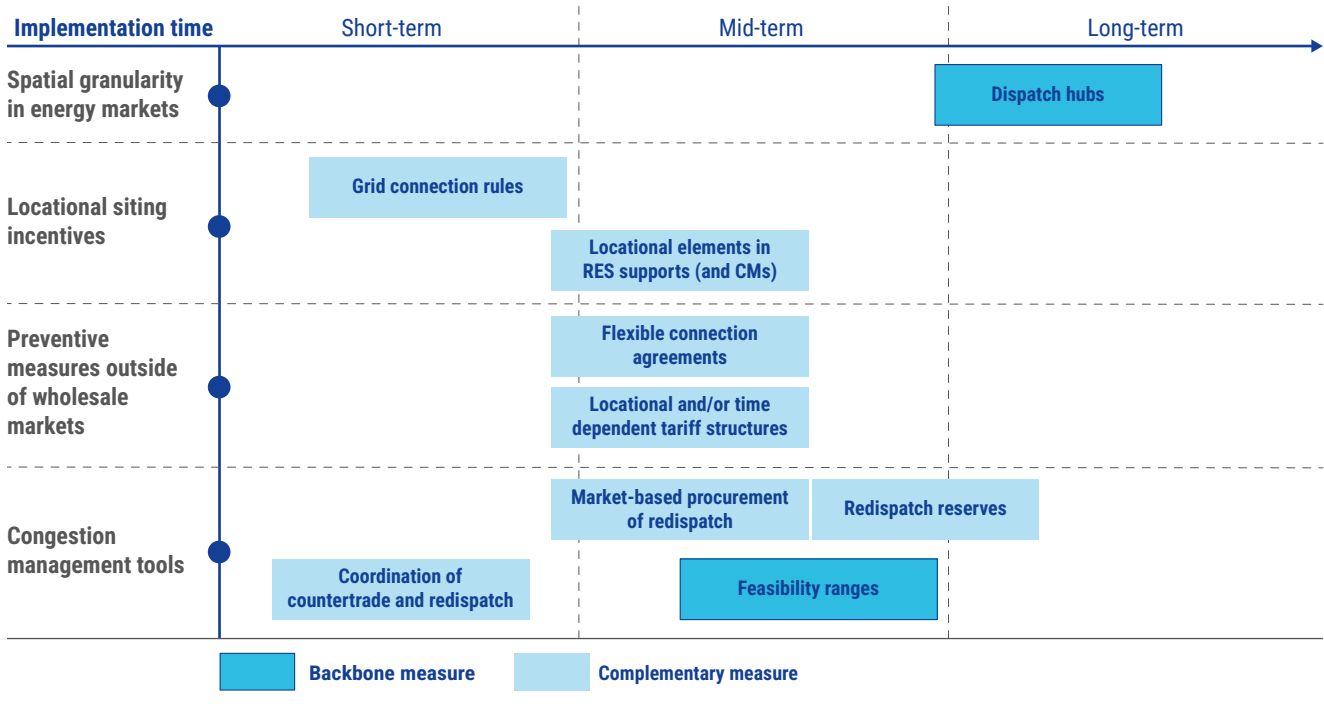 Implementation time
Short-term
Mid-term
Long-term
Spatial granularity
in energy markets
Dispatch hubs
Locational siting
incentives
Grid connection rules
Locational elements in
RES supports (and CMs)
Preventive
measures outside
of wholesale
markets
Flexible connection
agreements
Locational and/or time
dependent tariff structures
Congestion
management tools
Market-based procurement
of redispatch
Redispatch reserves
Coordination of
countertrade and redispatch
Feasibility ranges
Backbone measure
Complementary measure